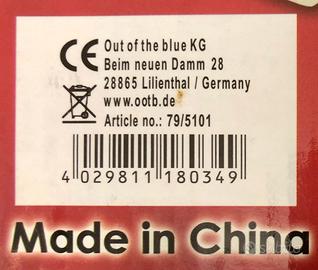 CE Out of the blue KG
Beim neuen Damm 28
28865 Lilienthal / Germany
www.ootb.de
Article no.: 79/5101
4 029811 180349
Made in China